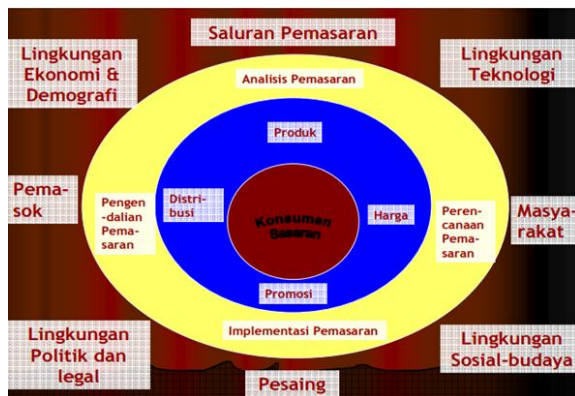 Saluran Pemasaran
Lingkungan
Ekonomi &
Demografi
Lingkungan
Teknologi
Analisis Pemasaran
Produk
Pema-
sok
Pengen
-dalian
Pema-
saran
Distri-
busi
Konsumen
Sasaran
Harga
Peren-
canaan
Pema-
saran
Masya-
rakat
Promosi
Implementasi Pemasaran
Lingkungan
Politik dan
legal
Pesaing
Lingkungan
Sosial-budaya